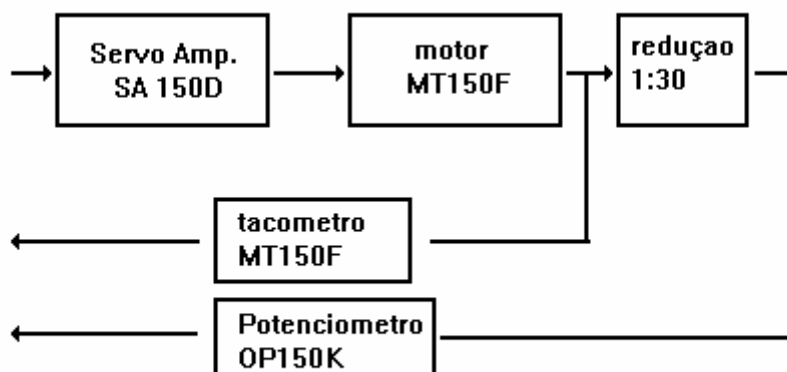 Servo Amp.
SA 150D
motor
MT150F
reduçao
1:30
tacometro
MT150F
Potenciometro
OP150K